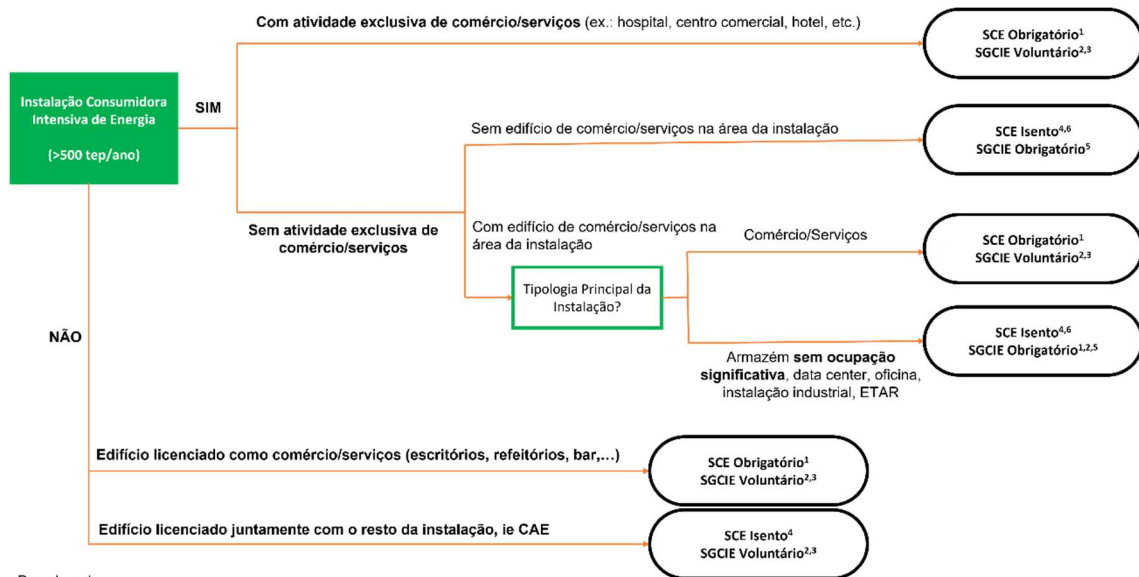 Com atividade exclusiva de comércio/serviços (ex.: hospital, centro comercial, hotel, etc.)
SCE Obrigatório¹
SGCIE Voluntário²,³
Instalação Consumidora
Intensiva de Energia
(>500 tep/ano)
SIM
Sem edifício de comércio/serviços na área da instalação
SCE Isento⁴,⁶
SGCIE Obrigatório⁵
Sem atividade exclusiva de
comércio/serviços
Com edifício de comércio/serviços na
área da instalação
Comércio/Serviços
SCE Obrigatório¹
SGCIE Voluntário²,³
Tipologia Principal da
Instalação?
NÃO
SCE Isento⁴,⁶
SGCIE Obrigatório¹,²,⁵
Armazém sem ocupação
significativa, data center, oficina,
instalação industrial, ETAR
Edifício licenciado como comércio/serviços (escritórios, refeitórios, bar,...)
SCE Obrigatório¹
SGCIE Voluntário²,³
Edifício licenciado juntamente com o resto da instalação, ie CAE
SCE Isento⁴
SGCIE Voluntário²,³